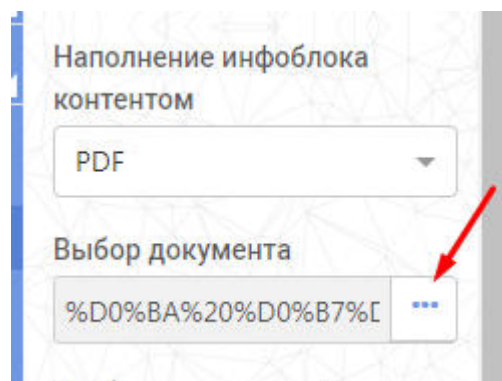 Наполнение инфоблока
контентом
PDF
Выбор документа
%D0%BA%20%D0%B7%D